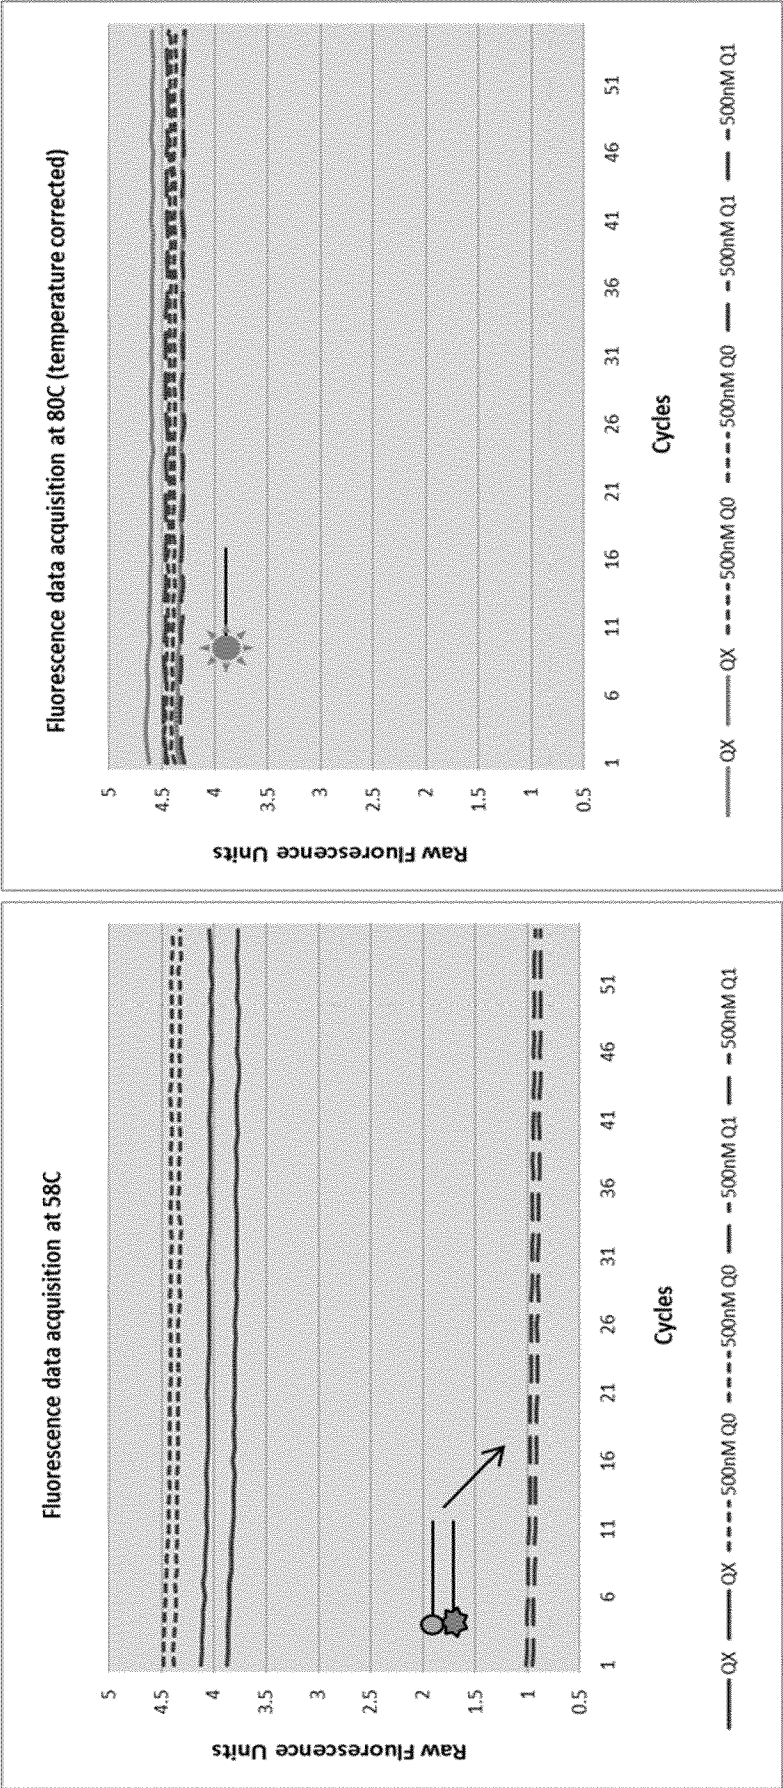 Fluorescence data acquisition at 58C
Raw Fluorescence Units
5
4.5
4
3.5
3
2.5
2
1.5
1
0.5
1 6 11 16 21 26 31 36 41 46 51
Cycles
QX QX 500nM Q0 500nM Q0 500nM Q1 500nM Q1
Fluorescence data acquisition at 80C (temperature corrected)
Raw Fluorescence Units
5
4.5
4
3.5
3
2.5
2
1.5
1
0.5
1 6 11 16 21 26 31 36 41 46 51
Cycles
QX QX 500nM Q0 500nM Q0 500nM Q1 500nM Q1